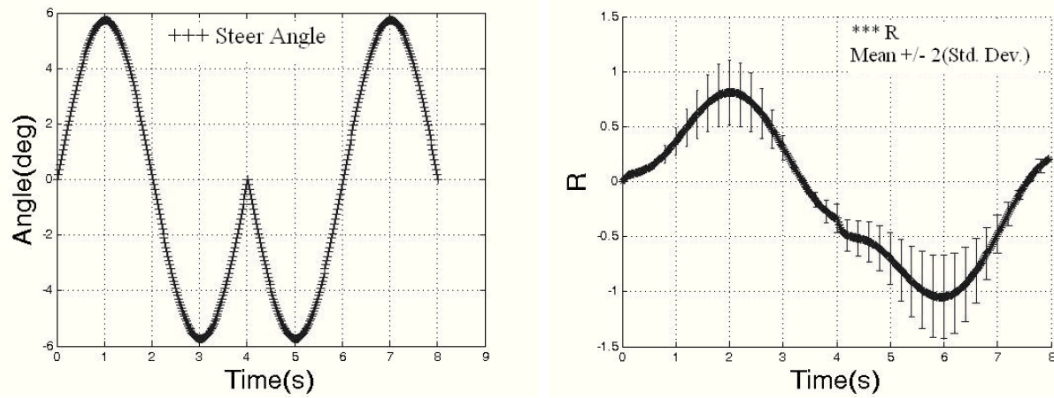 6
4
2
0
-2
-4
-6
0 1 2 3 4 5 6 7 8 9
Angle(deg)
Time(s)
+++ Steer Angle
1.5
1
0.5
0
-0.5
-1
-1.5
0 1 2 3 4 5 6 7 8
R
Time(s)
*** R
Mean +/- 2(Std. Dev.)